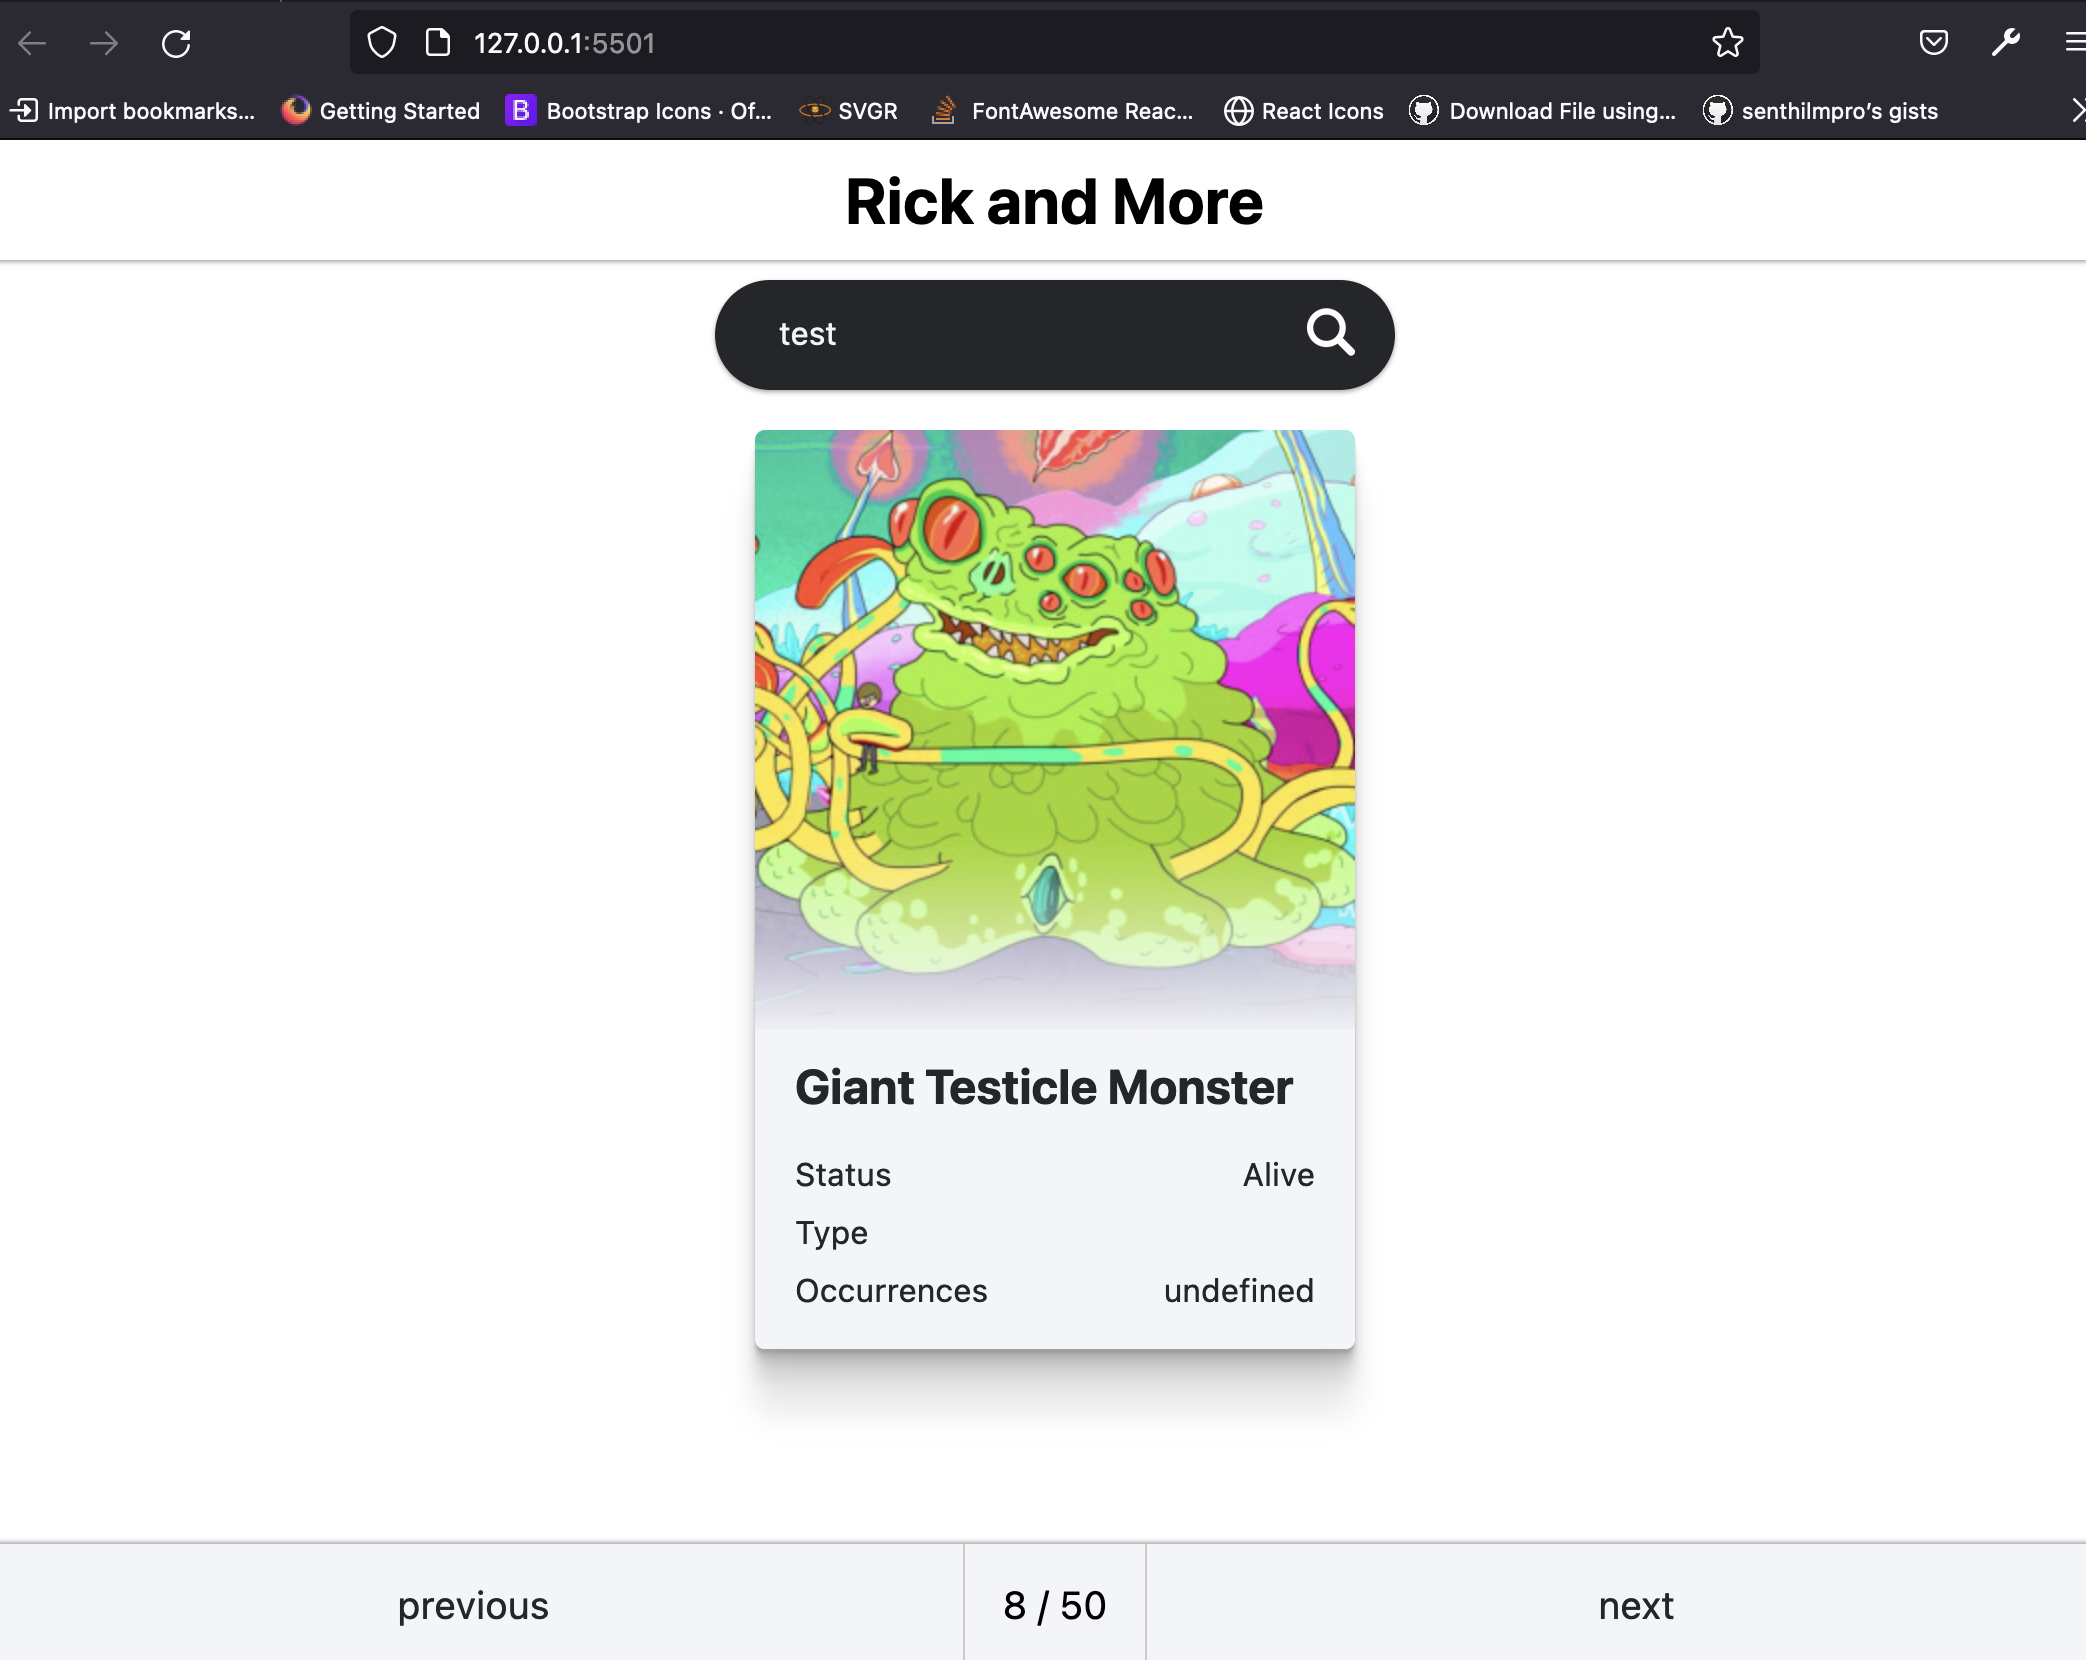 127.0.0.1:5501
Import bookmarks... Getting Started B Bootstrap Icons · Of... SVGR FontAwesome Reac... React Icons Download File using... senthilmpro’s gists
Rick and More
test
Giant Testicle Monster
Status Alive
Type
Occurrences undefined
previous 8 / 50 next